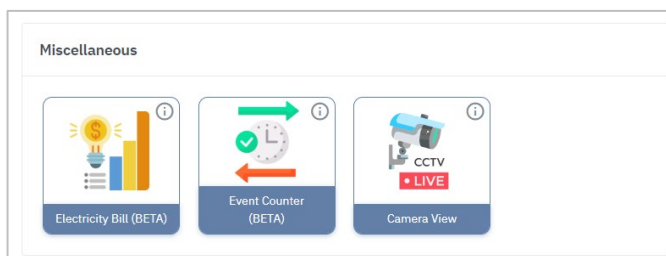 Miscellaneous
CCTV
• LIVE
Electricity Bill (BETA)
Event Counter
(BETA)
Camera View